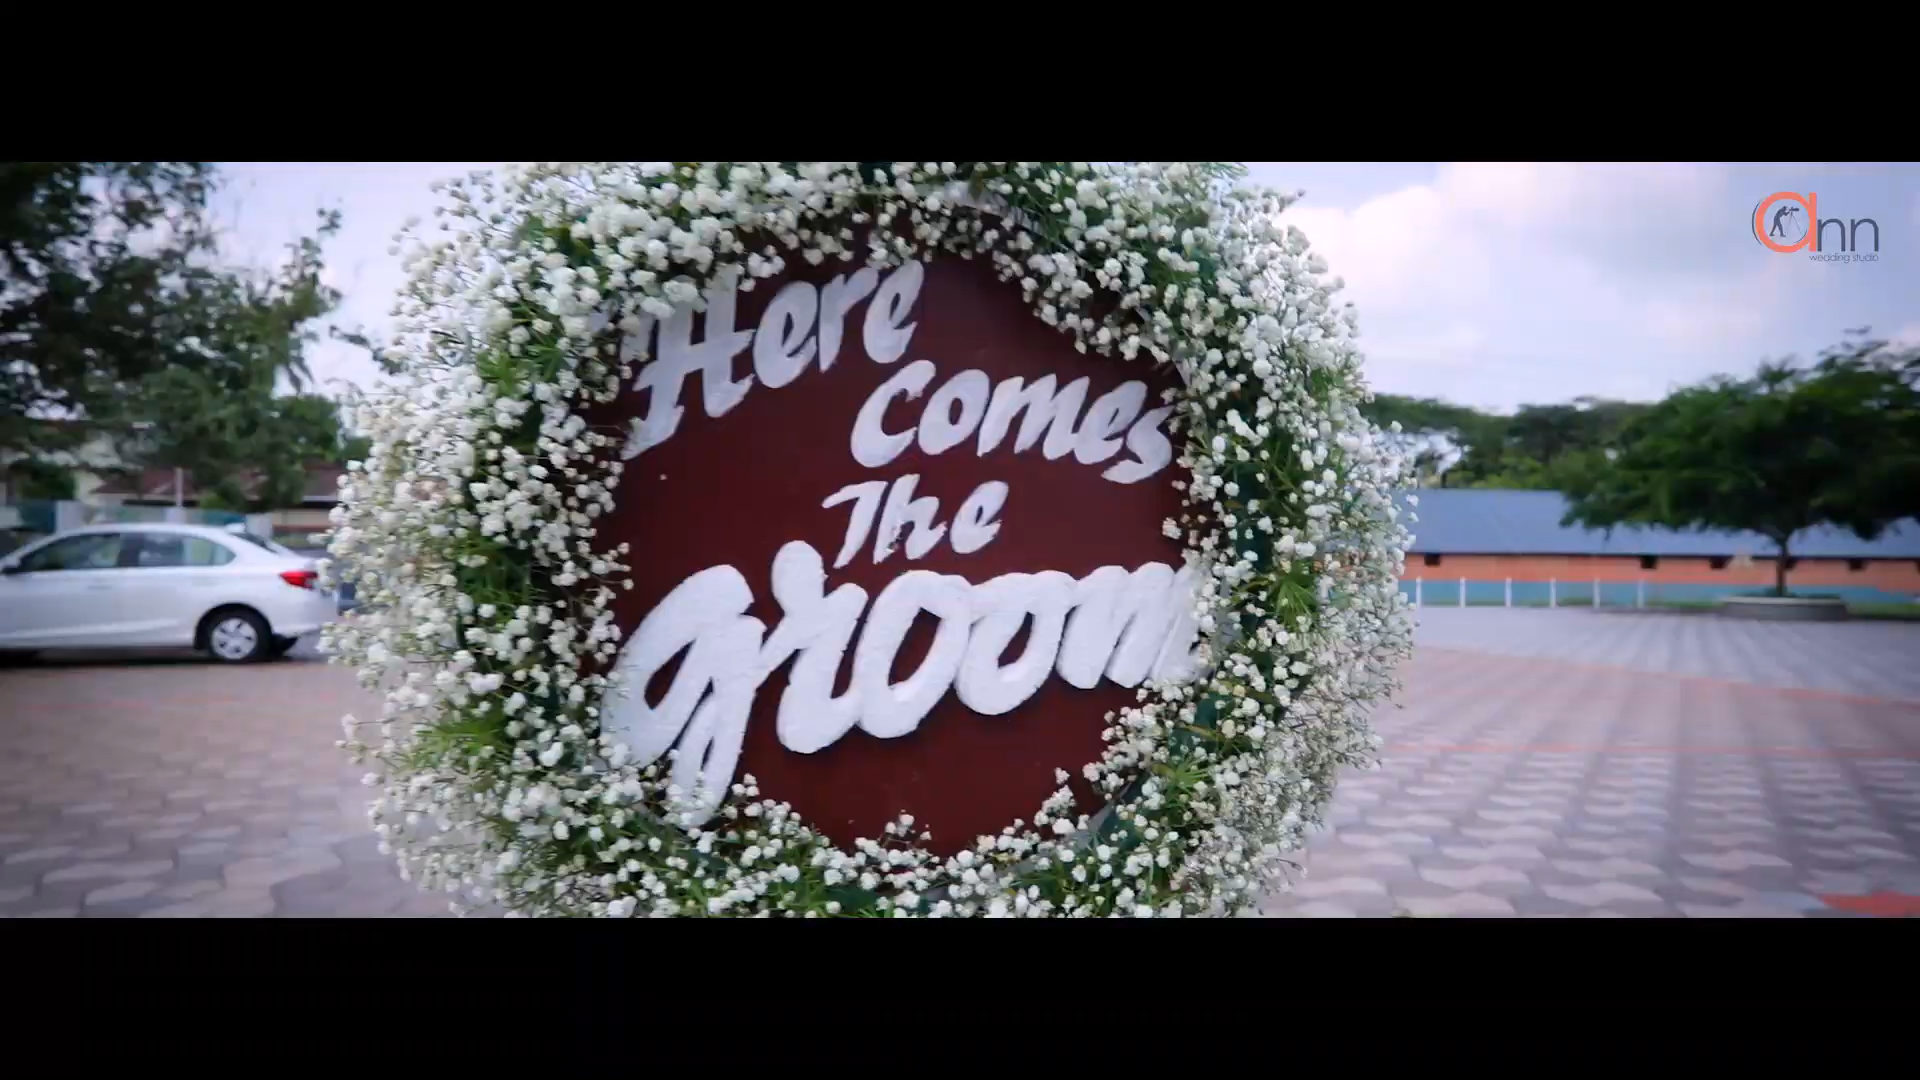 Here
comes
The
groom
ann
wedding studio